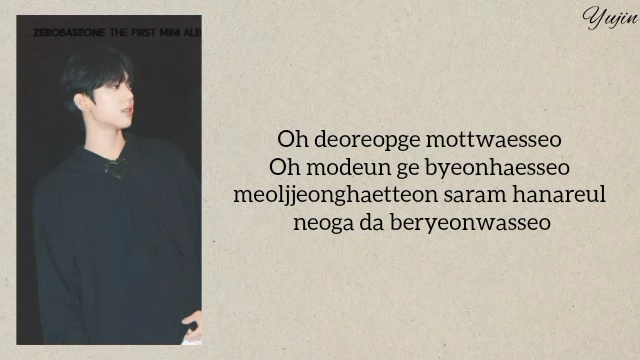 ZEROBASEONE THE FIRST MINI ALB
Yujin
Oh deoreopge mottwaesseo
Oh modeun ge byeonhaesseo
meoljjeonghaetteon saram hanareul
neoga da beryeonwasseo